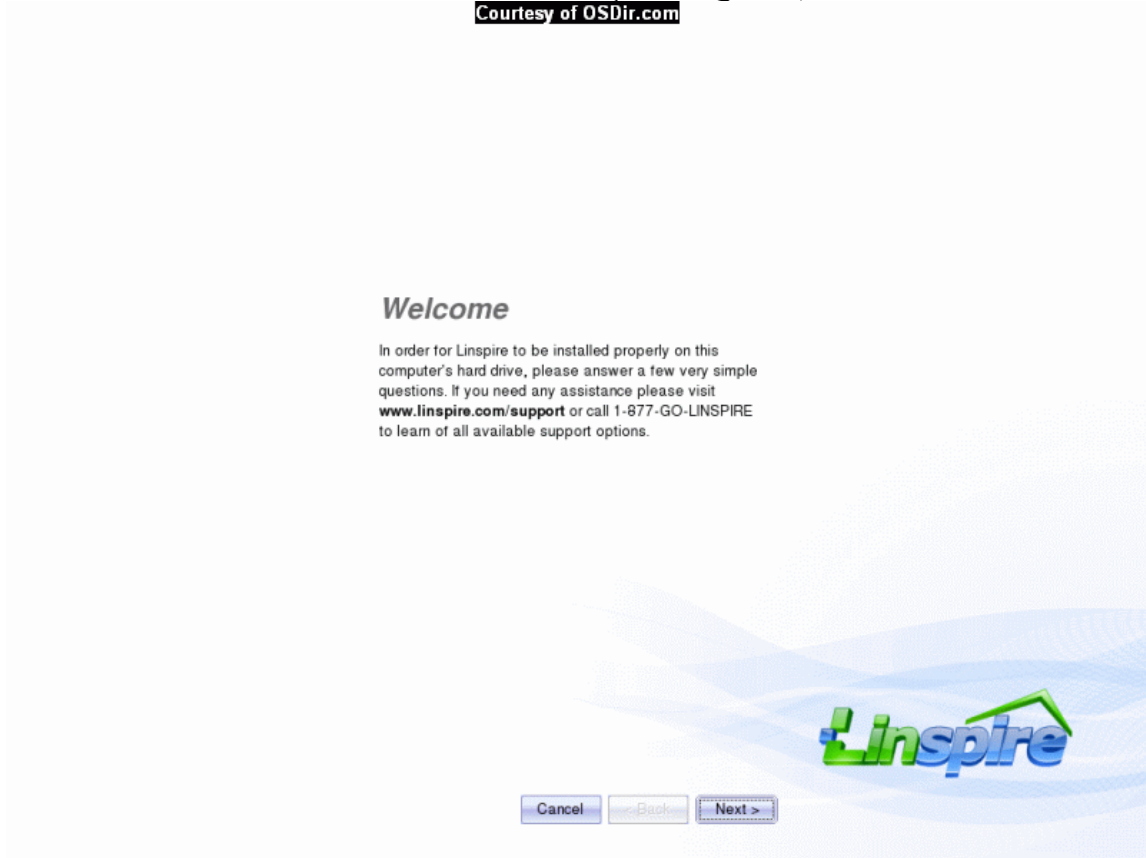 Courtesy of OSDir.com
Welcome
In order for Linspire to be installed properly on this
computer's hard drive, please answer a few very simple
questions. If you need any assistance please visit
www.linspire.com/support or call 1-877-GO-LINSPIRE
to learn of all available support options.
Linspire
Cancel < Back Next >